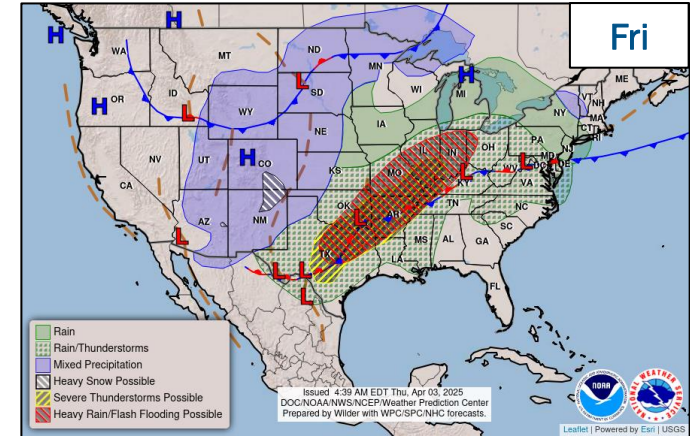 Fri
H
H
H
H
H
L
L
L
L
L
L
L
L
L
WA
MT
ND
MN
OR
ID
SD
WI
MI
ME
WY
VT
NH
NY
MA
CT
RI
NV
UT
CO
NE
IA
IL
IN
OH
PA
NJ
MD
DE
DC
WV
VA
CA
KS
MO
KY
AZ
NM
OK
AR
TN
NC
SC
TX
LA
MS
AL
GA
FL
Rain
Rain/Thunderstorms
Mixed Precipitation
Heavy Snow Possible
Severe Thunderstorms Possible
Heavy Rain/Flash Flooding Possible
Issued 4:39 AM EDT Thu, Apr 03, 2025
DOC/NOAA/NWS/NCEP/Weather Prediction Center
Prepared by Wilder with WPC/SPC/NHC forecasts.
NOAA
Leaflet | Powered by Esri | USGS